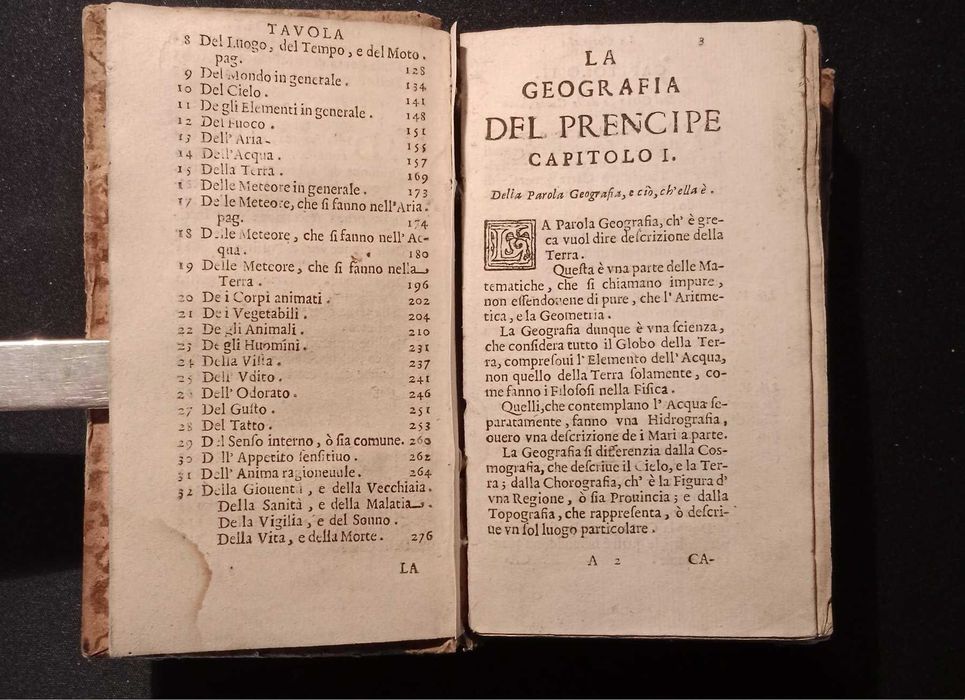 TAVOLA
8 Del Luogo, del Tempo, e del Moto.
pag. 128
9 Del Mondo in generale. 134
10 Del Cielo. 141
11 De gli Elementi in generale. 148
12 Del Fuoco. 151
13 Dell' Aria. 155
14 Dell'Acqua. 157
15 Della Terra. 169
16 Delle Meteore in generale. 173
17 Delle Meteore, che ſi fanno nell'Aria.
pag. 174
18 Delle Meteore, che ſi fanno nell' Ac-
qua. 180
19 Delle Meteore, che ſi fanno nella
Terra. 196
20 De i Corpi animati. 202
21 De i Vegetabili. 204
22 De gli Animali. 210
23 De gli Huomini. 231
24 Della Viſta. 237
25 Dell' Vdito. 241
26 Dell' Odorato. 246
27 Del Guſto. 251
28 Del Tatto. 253
29 Del Senſo interno, ò ſia comune. 260
30 Dell' Appetito ſenſitiuo. 262
31 Dell' Anima ragioneuole. 264
32 Della Giouentù, e della Vecchiaia.
Della Sanità, e della Malatia.
Della Vigilia, e del Sonno.
Della Vita, e della Morte. 276
LA
3
LA
GEOGRAFIA
DEL PRENCIPE
CAPITOLO I.
Della Parola Geografia, e ciò, ch'ella è.
LA Parola Geografia, ch' è gre-
ca vuol dire deſcrizione della
Terra.
Queſta è vna parte delle Ma-
tematiche, che ſi chiamano impure,
non eſſendouene di pure, che l' Aritme-
tica, e la Geometria.
La Geografia dunque è vna ſcienza,
che conſidera tutto il Globo della Ter-
ra, compreſoui l' Elemento dell' Acqua,
non quello della Terra ſolamente, co-
me fanno i Filoſofi nella Fiſica.
Quelli, che contemplano l' Acqua ſe-
paratamente, fanno vna Hidrografia,
ouero vna deſcrizione de i Mari a parte.
La Geografia ſi differenzia dalla Coſ-
mografia, che deſcriue il Cielo, e la Ter-
ra; dalla Chorografia, ch' è la Figura d'
vna Regione, ò ſia Prouincia; e dalla
Topografia, che rappreſenta, ò deſcri-
ue vn ſol luogo particolare.
A 2 CA-